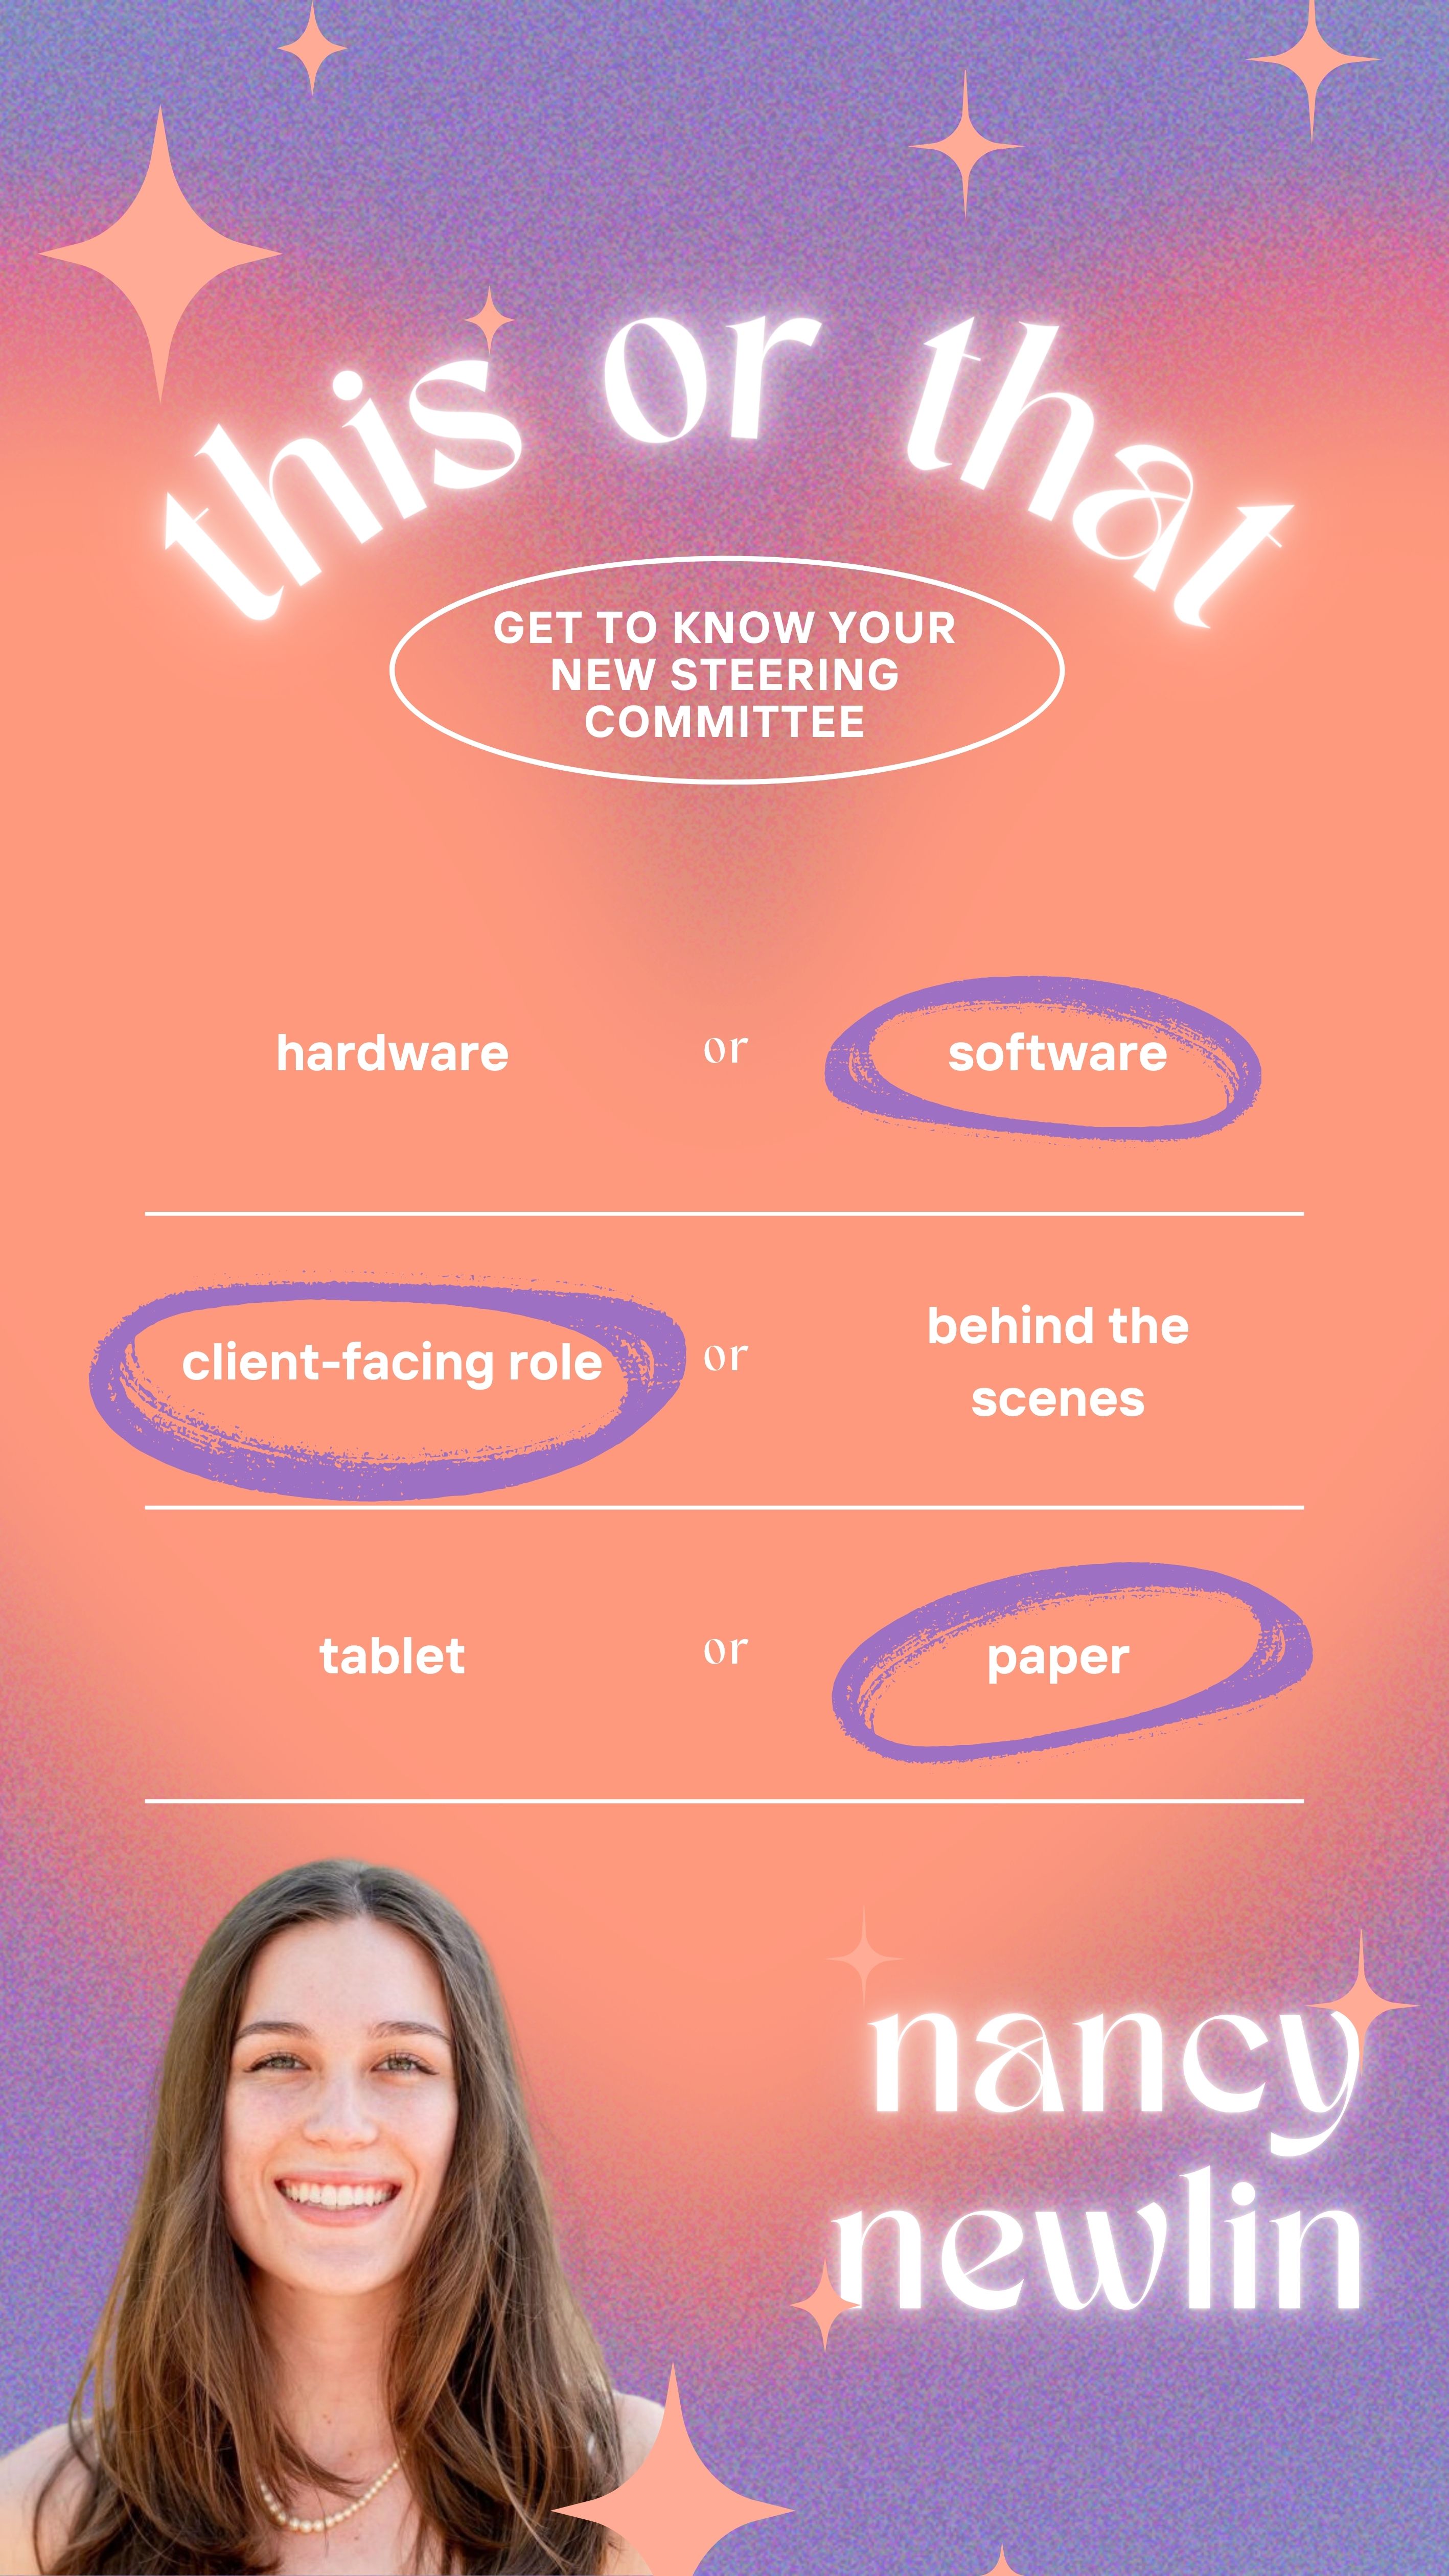 this or that
GET TO KNOW YOUR
NEW STEERING
COMMITTEE
hardware or software
client-facing role or behind the
scenes
tablet or paper
nancy
newlin